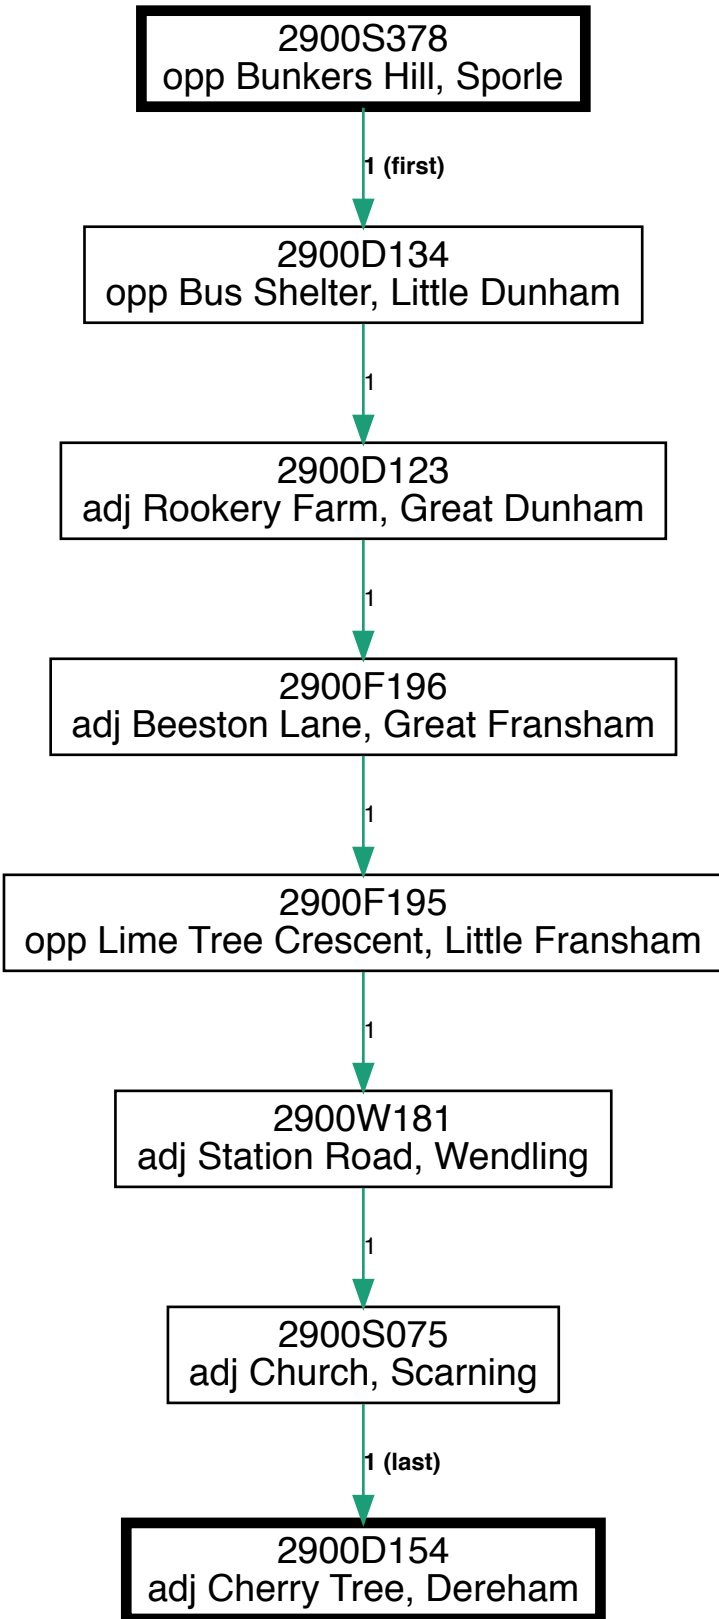 2900S378
opp Bunkers Hill, Sporle
1 (first)
2900D134
opp Bus Shelter, Little Dunham
1
2900D123
adj Rookery Farm, Great Dunham
1
2900F196
adj Beeston Lane, Great Fransham
1
2900F195
opp Lime Tree Crescent, Little Fransham
1
2900W181
adj Station Road, Wendling
1
2900S075
adj Church, Scarning
1 (last)
2900D154
adj Cherry Tree, Dereham